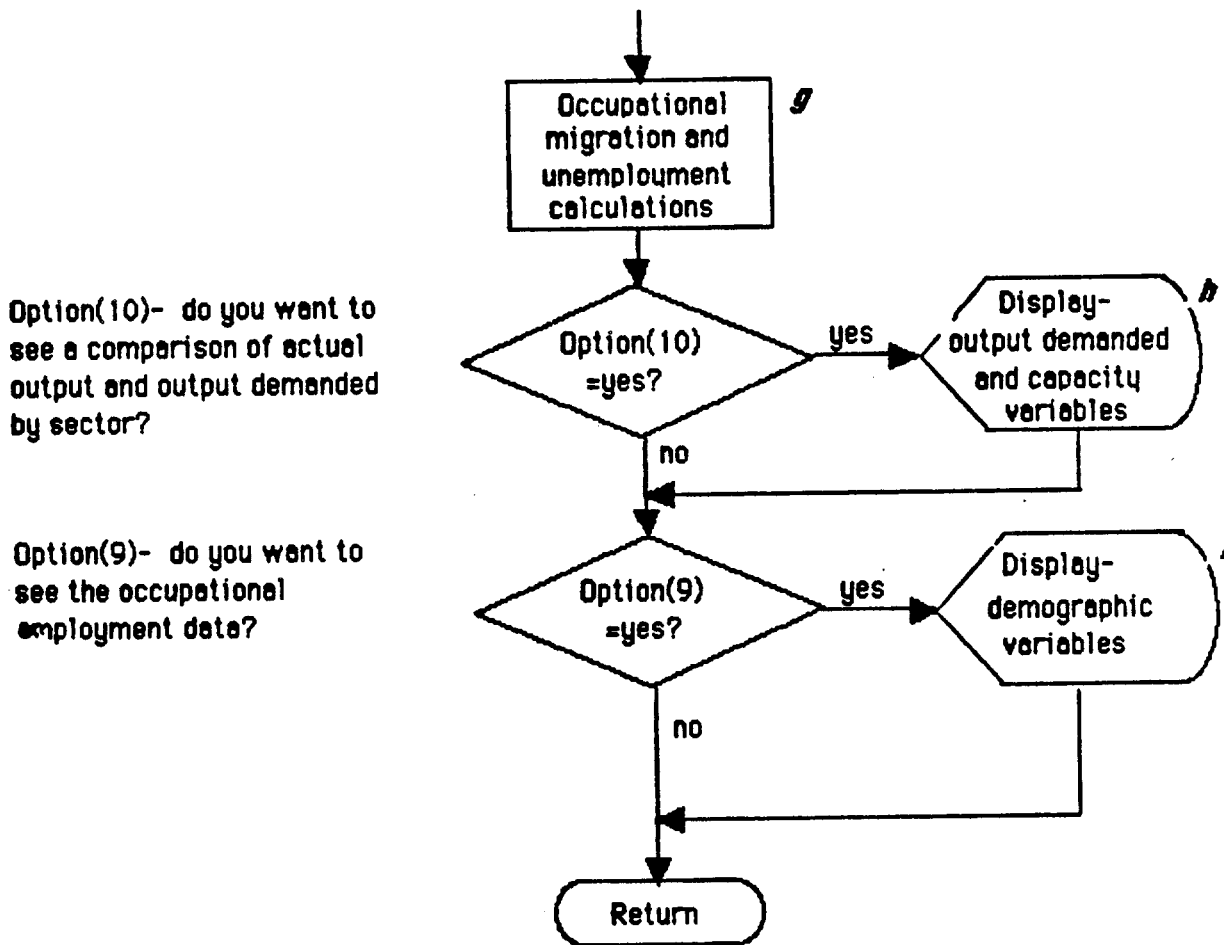 Occupational
migration and
unemployment
calculations
g
Option(10)- do you want to
see a comparison of actual
output and output demanded
by sector?
Option(10)
=yes?
yes
Display-
output demanded
and capacity
variables
h
no
Option(9)- do you want to
see the occupational
employment data?
Option(9)
=yes?
yes
Display-
demographic
variables
no
Return